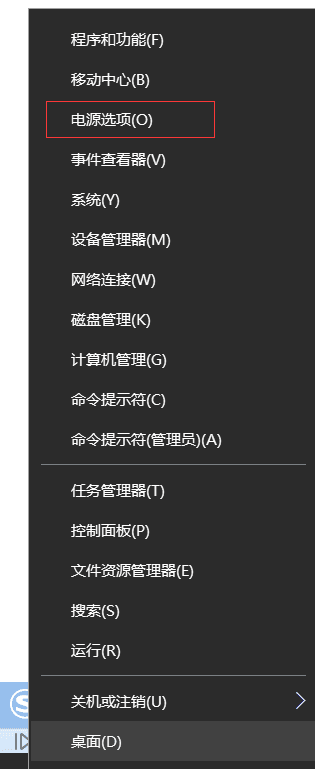 程序和功能(F)
移动中心(B)
电源选项(O)
事件查看器(V)
系统(Y)
设备管理器(M)
网络连接(W)
磁盘管理(K)
计算机管理(G)
命令提示符(C)
命令提示符(管理员)(A)
任务管理器(T)
控制面板(P)
文件资源管理器(E)
搜索(S)
运行(R)
关机或注销(U)
桌面(D)